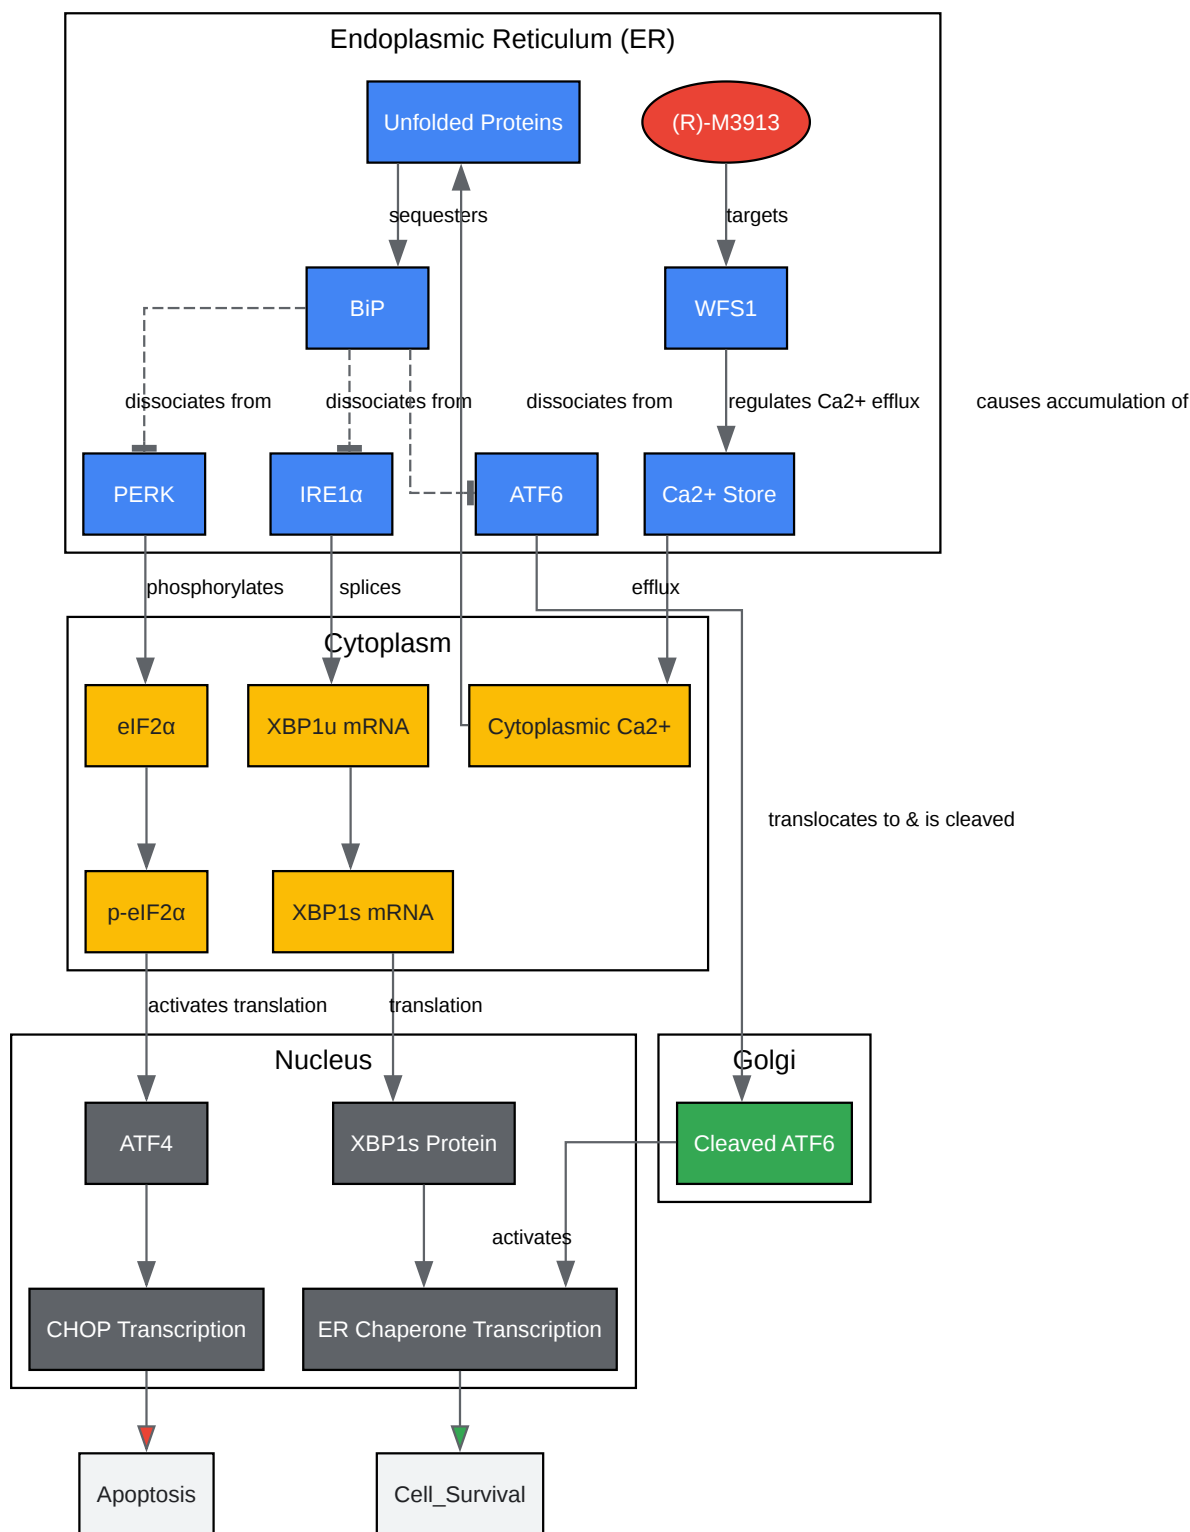 Endoplasmic Reticulum (ER)
Unfolded Proteins
(R)-M3913
sequesters
targets
BiP
WFS1
dissociates from
dissociates from
dissociates from
regulates Ca2+ efflux
causes accumulation of
PERK
IRE1α
ATF6
Ca2+ Store
phosphorylates
splices
efflux
Cytoplasm
eIF2α
XBP1u mRNA
Cytoplasmic Ca2+
translocates to & is cleaved
p-eIF2α
XBP1s mRNA
activates translation
translation
Nucleus
Golgi
ATF4
XBP1s Protein
Cleaved ATF6
activates
CHOP Transcription
ER Chaperone Transcription
Apoptosis
Cell_Survival